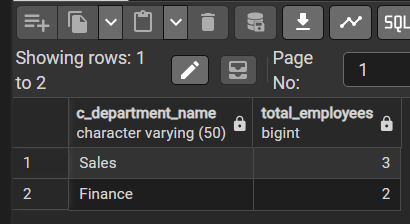 SQL
Showing rows: 1 to 2
Page No:
1
c_department_name
character varying (50)
total_employees
bigint
1 Sales 3
2 Finance 2